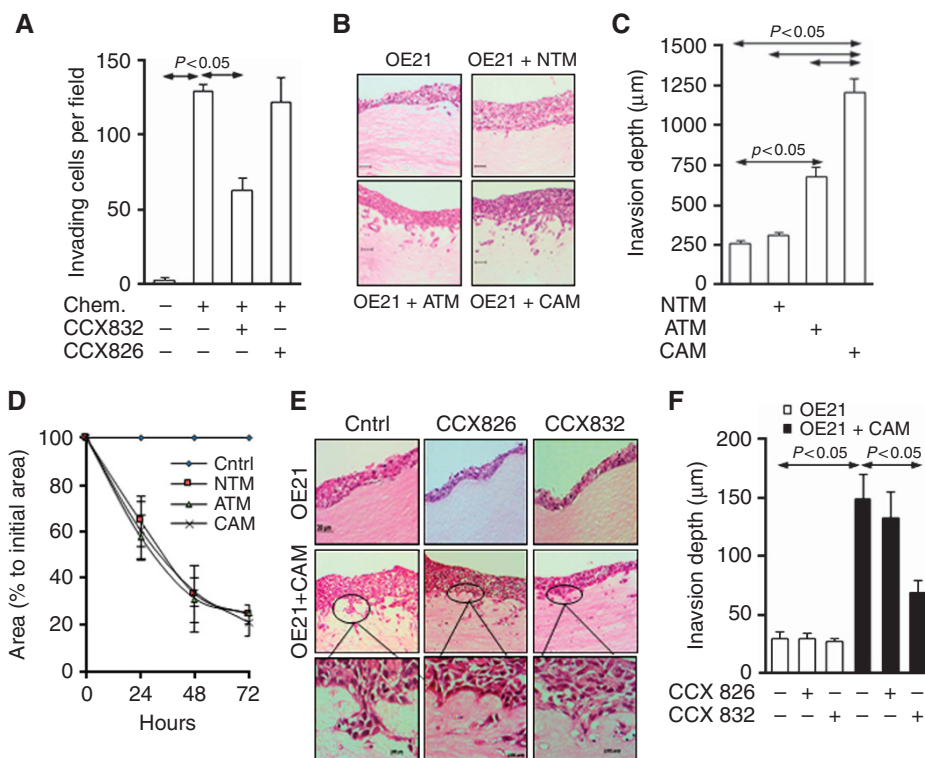 A
P<0.05
Invading cells per field
150
100
50
0
Chem. – + + +
CCX832 – – + –
CCX826 – – – +
B
OE21 OE21 + NTM
OE21 + ATM OE21 + CAM
C
P<0.05
p<0.05
Inavsion depth (μm)
1500
1250
1000
750
500
250
0
NTM +
ATM +
CAM +
D
Area (% to initial area)
100
80
60
40
20
0
0 24 48 72
Hours
Cntrl
NTM
ATM
CAM
E
Cntrl CCX826 CCX832
OE21
OE21+CAM
F
OE21
OE21 + CAM
P<0.05 P<0.05
Inavsion depth (μm)
200
150
100
50
0
CCX 826 – + – – + –
CCX 832 – – + – – +